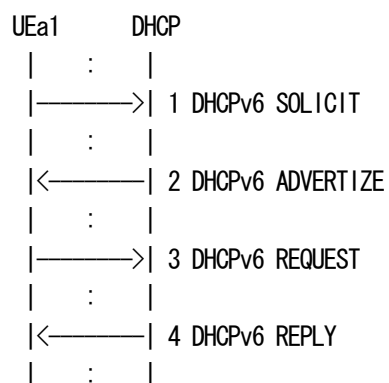 UEa1 DHCP
| : |
|--------->| 1 DHCPv6 SOLICIT
| : |
|<---------| 2 DHCPv6 ADVERTIZE
| : |
|--------->| 3 DHCPv6 REQUEST
| : |
|<---------| 4 DHCPv6 REPLY
| : |